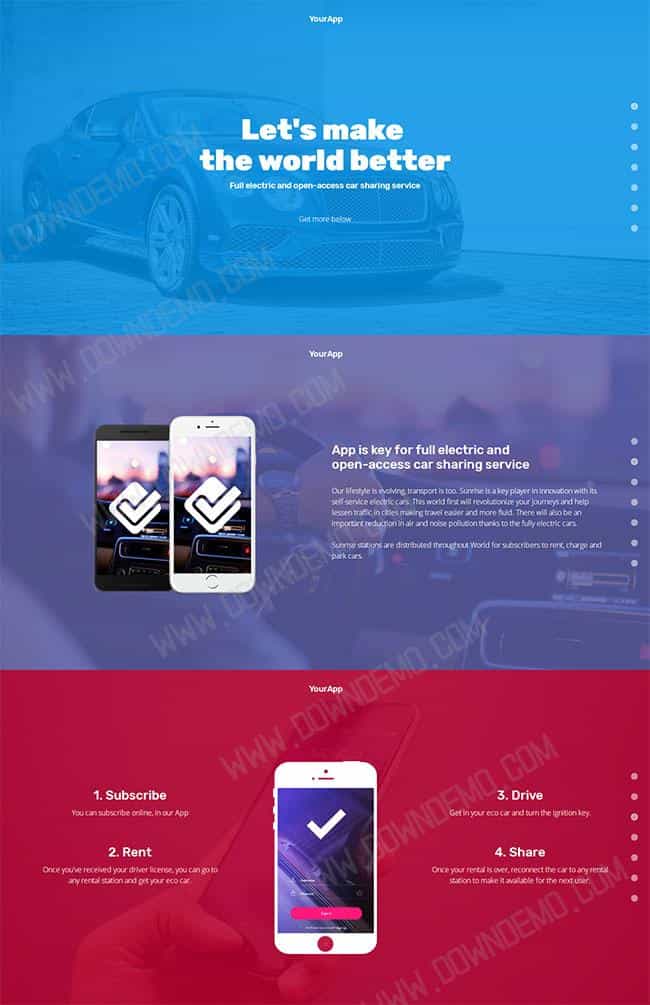 YourApp
Let's make
the world better
Full electric and open-access car sharing service
Get more below
WWW.DOWNDEMO.COM
YourApp
App is key for full electric and
open-access car sharing service
Our lifestyle is evolving, transport is too. Sunrise is a key player in innovation with its
self-service electric cars. This world first will revolutionize your journeys and help
lessen traffic in cities making travel easier and more fluid. There will also be an
important reduction in air and noise pollution thanks to the fully electric cars.
Sunrise stations are distributed throughout World for subscribers to rent, charge and
park cars.
WWW.DOWNDEMO.COM
WWW.DOWNDEMO.COM
YourApp
1. Subscribe
You can subscribe online, in our App
2. Rent
Once you've received your driver license, you can go to
any rental station and get your eco car.
Sign in
3. Drive
Get in your eco car and turn the ignition key.
4. Share
Once your rental is over, reconnect the car to any rental
station to make it available for the next user.
WWW.DOWNDEMO.COM
WWW.DOWNDEMO.COM